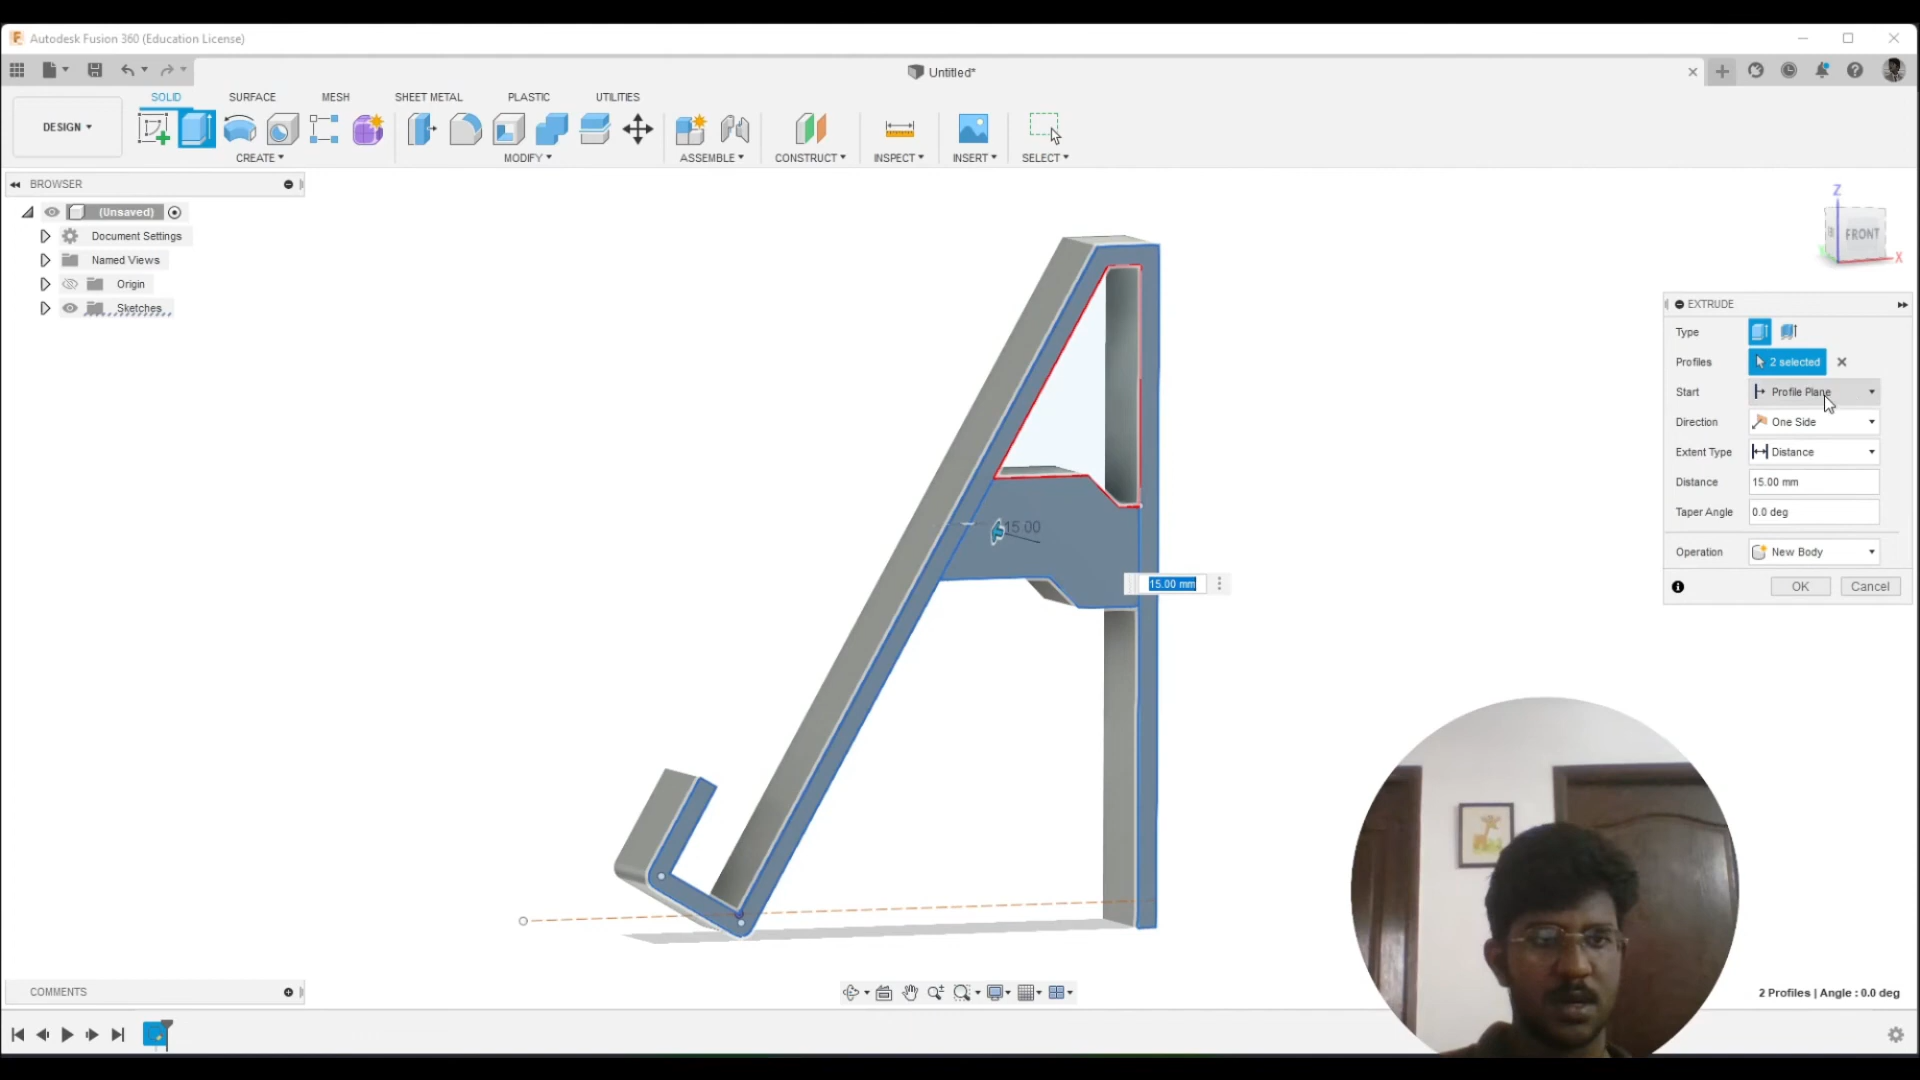 Autodesk Fusion 360 (Education License)
Untitled*
DESIGN
SOLID
SURFACE
MESH
SHEET METAL
PLASTIC
UTILITIES
CREATE
MODIFY
ASSEMBLE
CONSTRUCT
INSPECT
INSERT
SELECT
BROWSER
(Unsaved)
Document Settings
Named Views
Origin
Sketches
Z
FRONT
X
EXTRUDE
Type
Profiles
2 selected
Start
Profile Plane
Direction
One Side
Extent Type
Distance
Distance
15.00 mm
Taper Angle
0.0 deg
Operation
New Body
OK
Cancel
15.00
15.00 mm
COMMENTS
2 Profiles | Angle : 0.0 deg